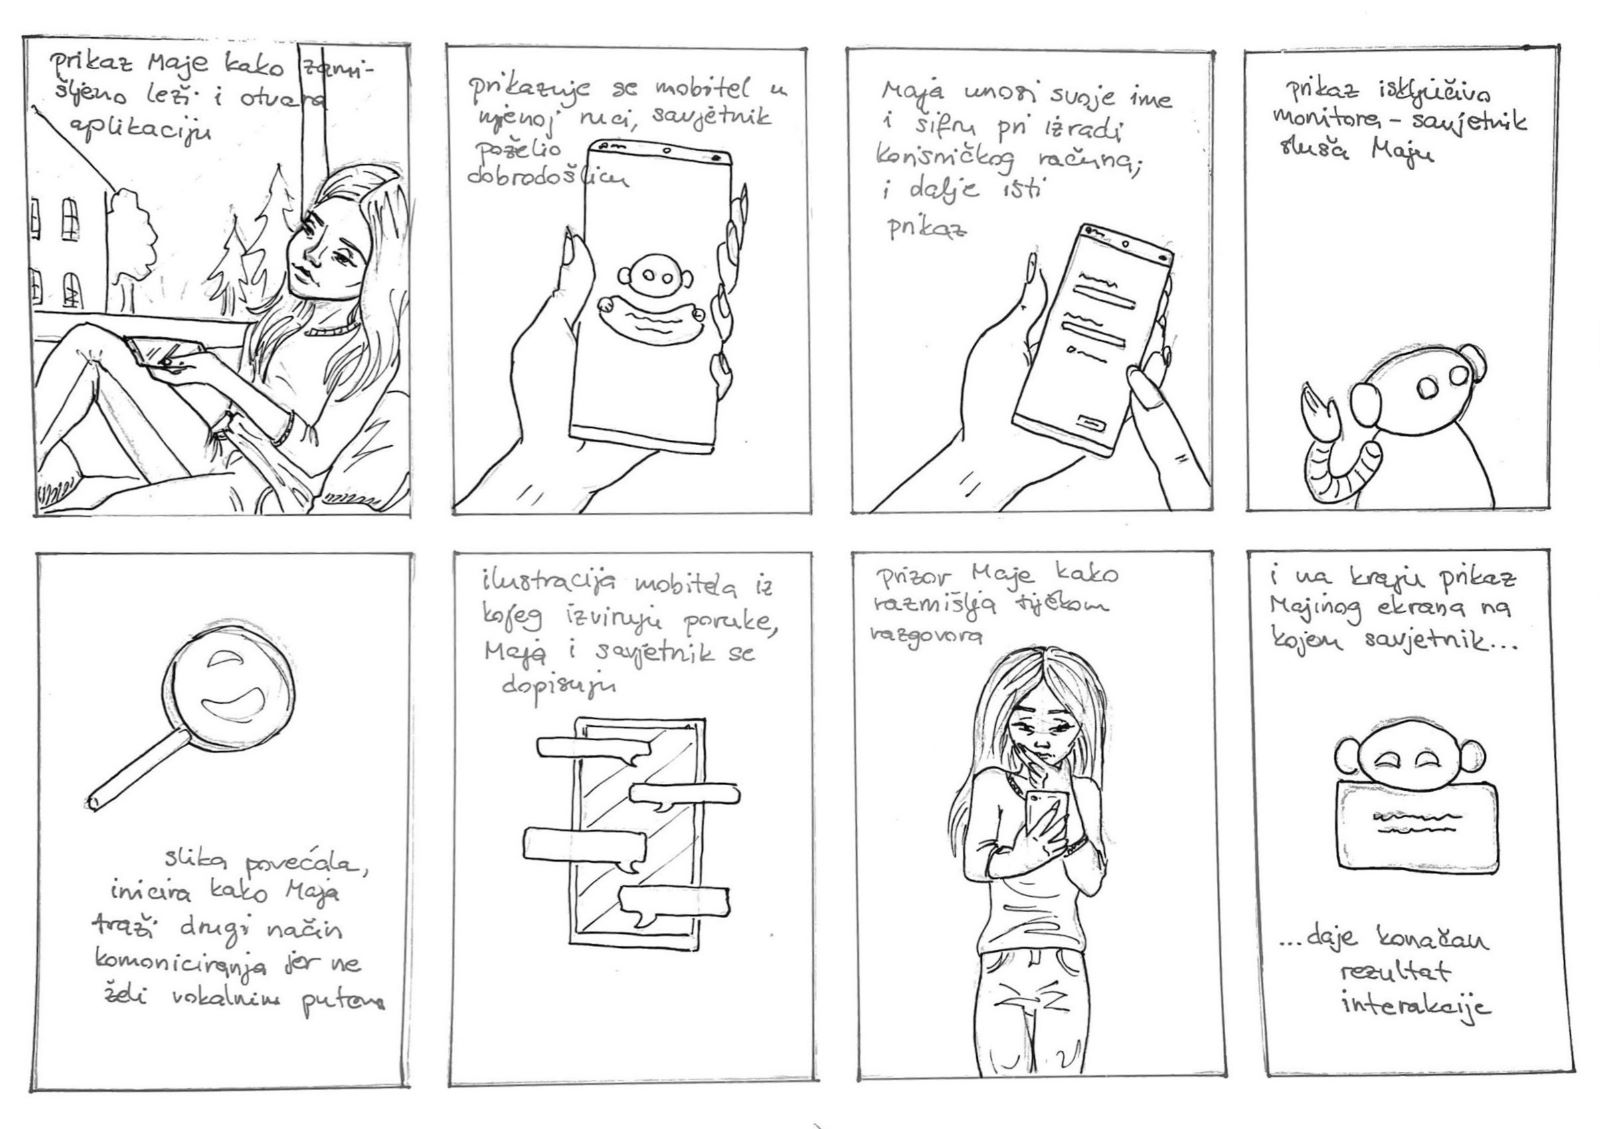 prikaz Maje kako zami-
šljeno leži i otvara
aplikaciju
prikazuje se mobitel u
njenoj ruci, savjetnik
poželio
dobrodošlicu
Maja unosi svoje ime
i šifru pri izradi
korisničkog računa;
i dalje isti
prikaz
prikaz isključivo
monitora - savjetnik
sluša Maju
slika povećala,
inicira kako Maja
traži drugi način
komoniciranja jer ne
želi vokalnim putem
ilustracija mobitela iz
kojeg izviruju poruke,
Maja i savjetnik se
dopisuju
prizor Maje kako
razmišlja tijekom
razgovora
i na kraju prikaz
Majinog ekrana na
kojem savjetnik...
...daje konačan
rezultat
interakcije